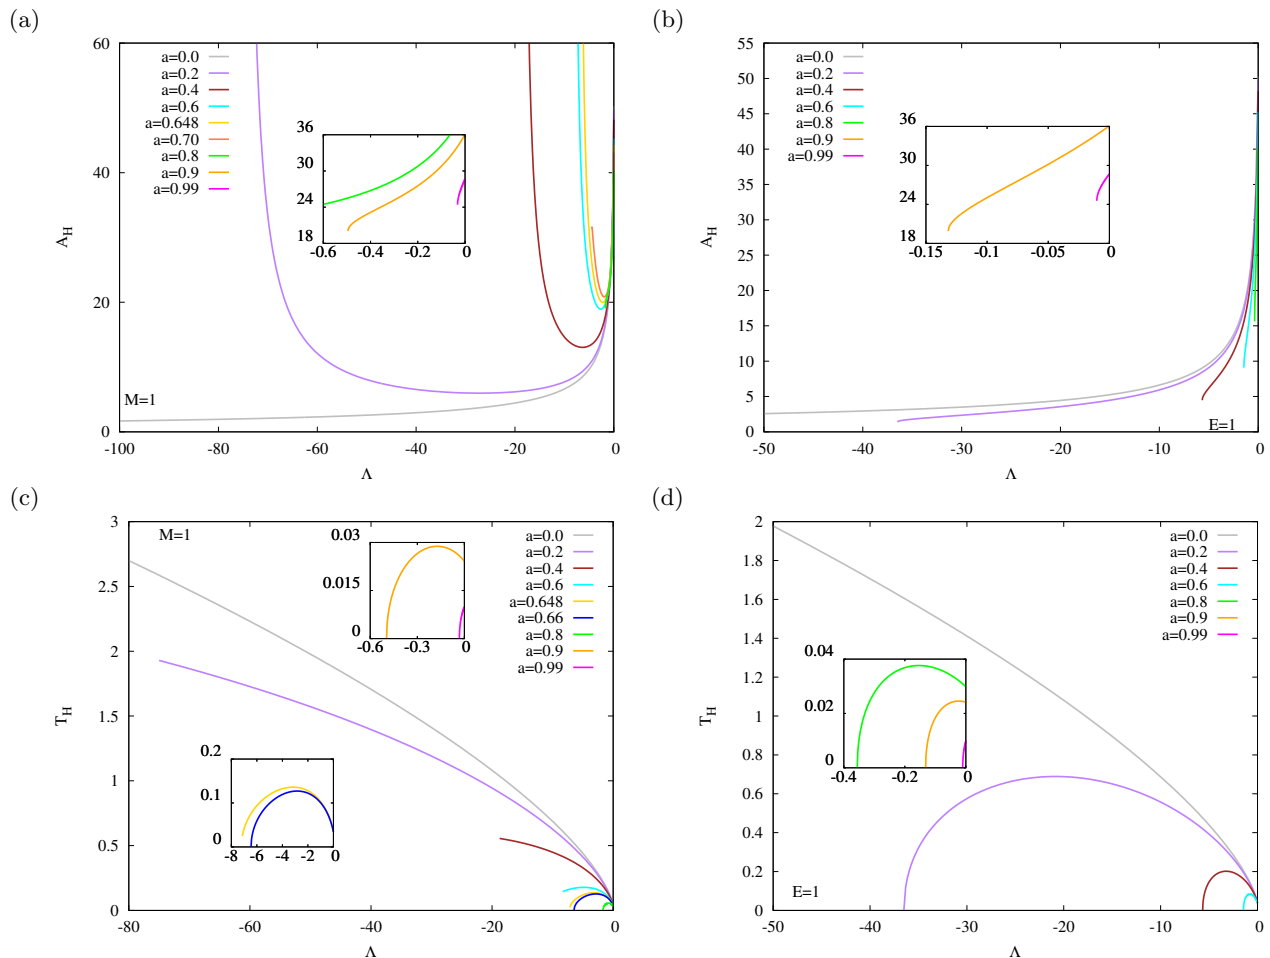 (a)
60
40
20
0
A_H
-100
-80
-60
-40
-20
0
Λ
M=1
a=0.0
a=0.2
a=0.4
a=0.6
a=0.648
a=0.70
a=0.8
a=0.9
a=0.99
36
30
24
18
-0.6
-0.4
-0.2
0
(b)
55
50
45
40
35
30
25
20
15
10
5
0
A_H
-50
-40
-30
-20
-10
0
Λ
E=1
a=0.0
a=0.2
a=0.4
a=0.6
a=0.8
a=0.9
a=0.99
36
30
24
18
-0.15
-0.1
-0.05
0
(c)
3
2.5
2
1.5
1
0.5
0
T_H
-80
-60
-40
-20
0
Λ
M=1
a=0.0
a=0.2
a=0.4
a=0.6
a=0.648
a=0.66
a=0.8
a=0.9
a=0.99
0.03
0.015
0
-0.6
-0.3
0
0.2
0.1
0
-8
-6
-4
-2
0
(d)
2
1.8
1.6
1.4
1.2
1
0.8
0.6
0.4
0.2
0
T_H
-50
-40
-30
-20
-10
0
Λ
E=1
a=0.0
a=0.2
a=0.4
a=0.6
a=0.8
a=0.9
a=0.99
0.04
0.02
0
-0.4
-0.2
0